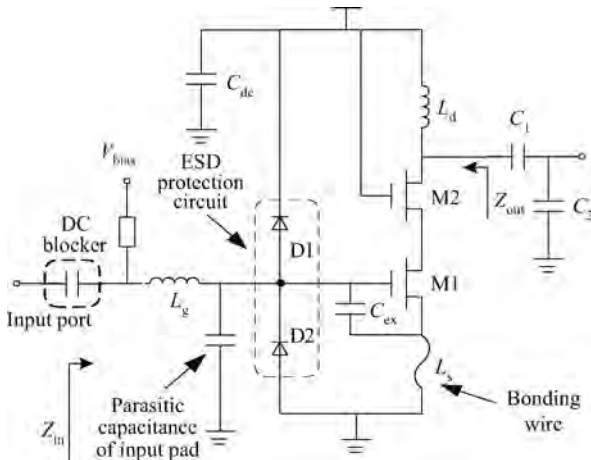 C_dc
L_d
C_1
V_bias
ESD
protection
circuit
M2
Z_out
C_2
DC
blocker
D1
M1
L_g
C_ex
Input port
D2
L_s
Parasitic
capacitance
of input pad
Bonding
wire
Z_in